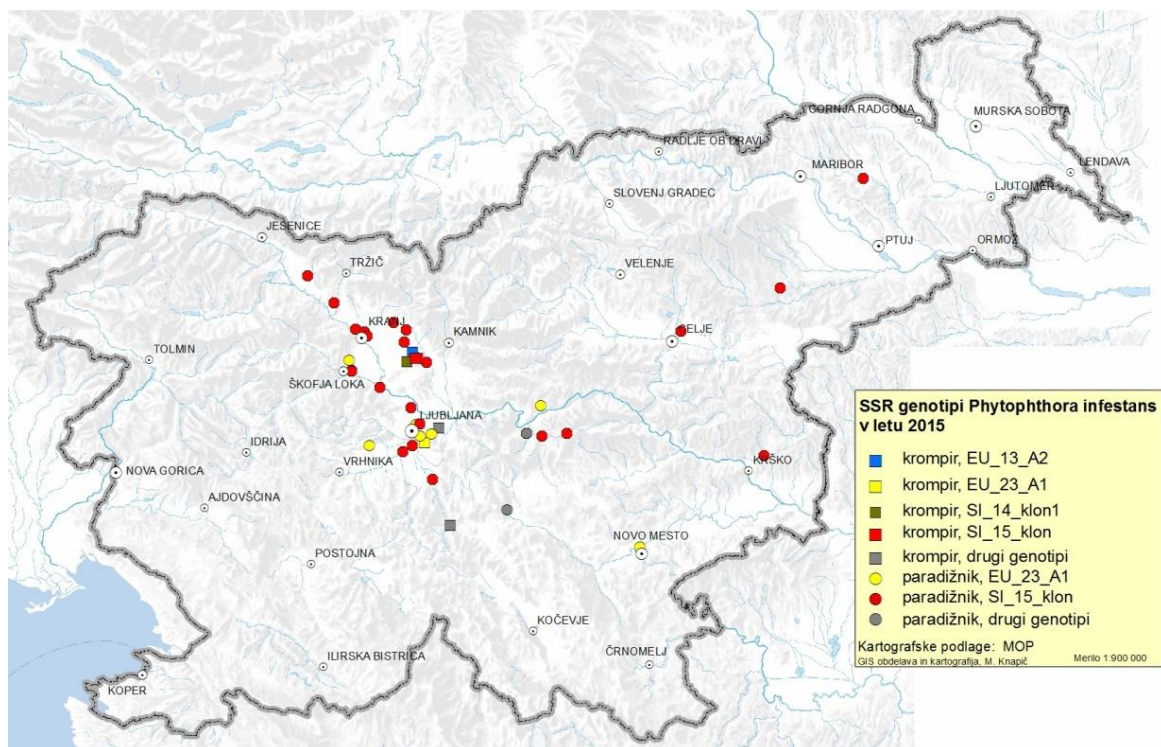 GORNJA RADGONA
MURSKA SOBOTA
RADLJE OB DRAVI
MARIBOR
LENDAVA
SLOVENJ GRADEC
LJUTOMER
JESENICE
PTUJ
ORMOŽ
TRŽIČ
VELENJE
KRANJ
KAMNIK
CELJE
TOLMIN
ŠKOFJA LOKA
LJUBLJANA
IDRIJA
VRHNIKA
NOVA GORICA
KRŠKO
AJDOVŠČINA
NOVO MESTO
POSTOJNA
KOČEVJE
ČRNOMELJ
ILIRSKA BISTRICA
KOPER
SSR genotipi Phytophthora infestans
v letu 2015
krompir, EU_13_A2
krompir, EU_23_A1
krompir, SI_14_klon1
krompir, SI_15_klon
krompir, drugi genotipi
paradižnik, EU_23_A1
paradižnik, SI_15_klon
paradižnik, drugi genotipi
Kartografske podlage: MOP
GIS obdelava in kartografija, M. Knapič Merilo 1:900 000